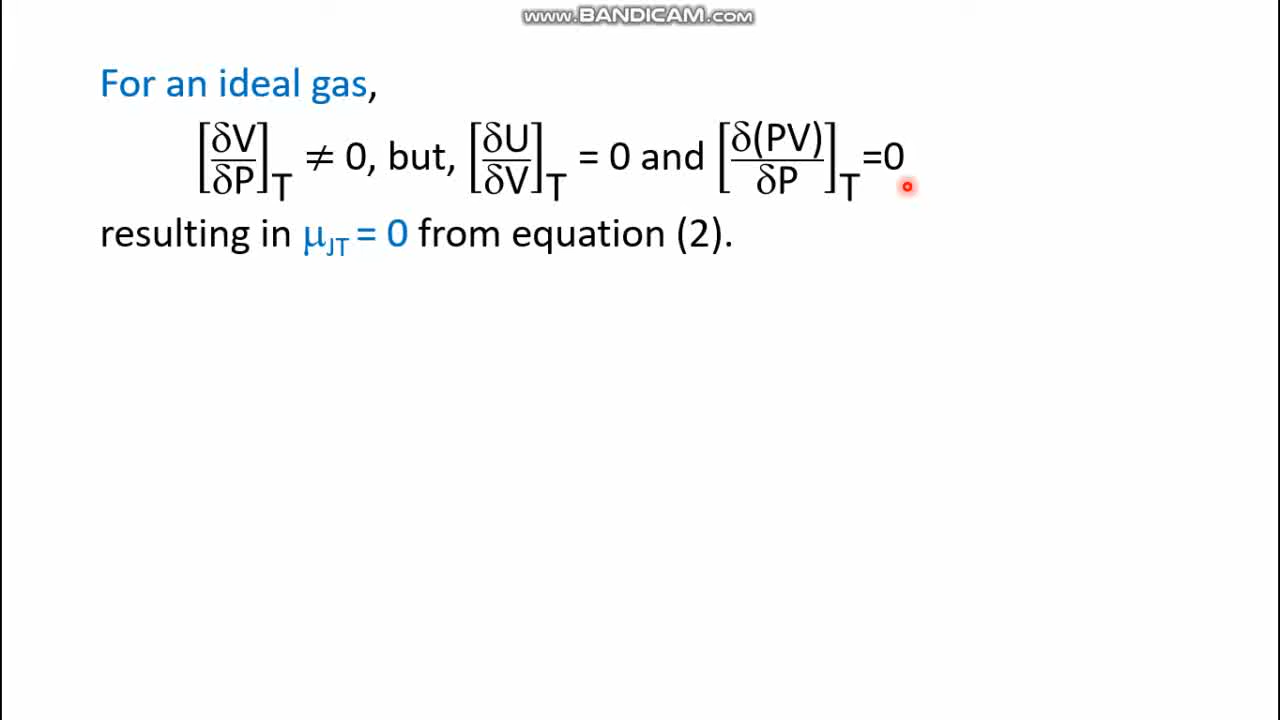 www.BANDICAM.com
For an ideal gas,
[δV/δP]T ≠ 0, but, [δU/δV]T = 0 and [δ(PV)/δP]T =0
resulting in μJT = 0 from equation (2).